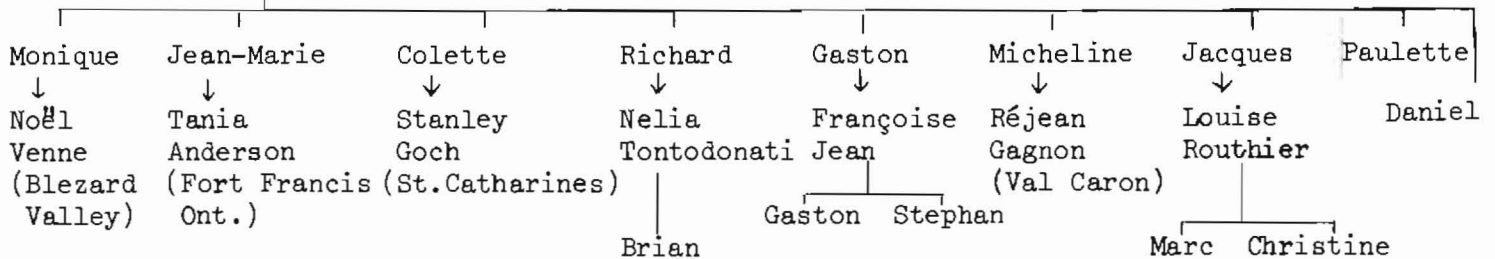 Monique Jean-Marie Colette Richard Gaston Micheline Jacques Paulette
Noël Tania Stanley Nelia Françoise Réjean Louise Daniel
Venne Anderson Goch Tontodonati Jean Gagnon Routhier
(Blezard (Fort Francis (St.Catharines) (Val Caron)
Valley) Ont.)
Gaston Stephan
Brian Marc Christine